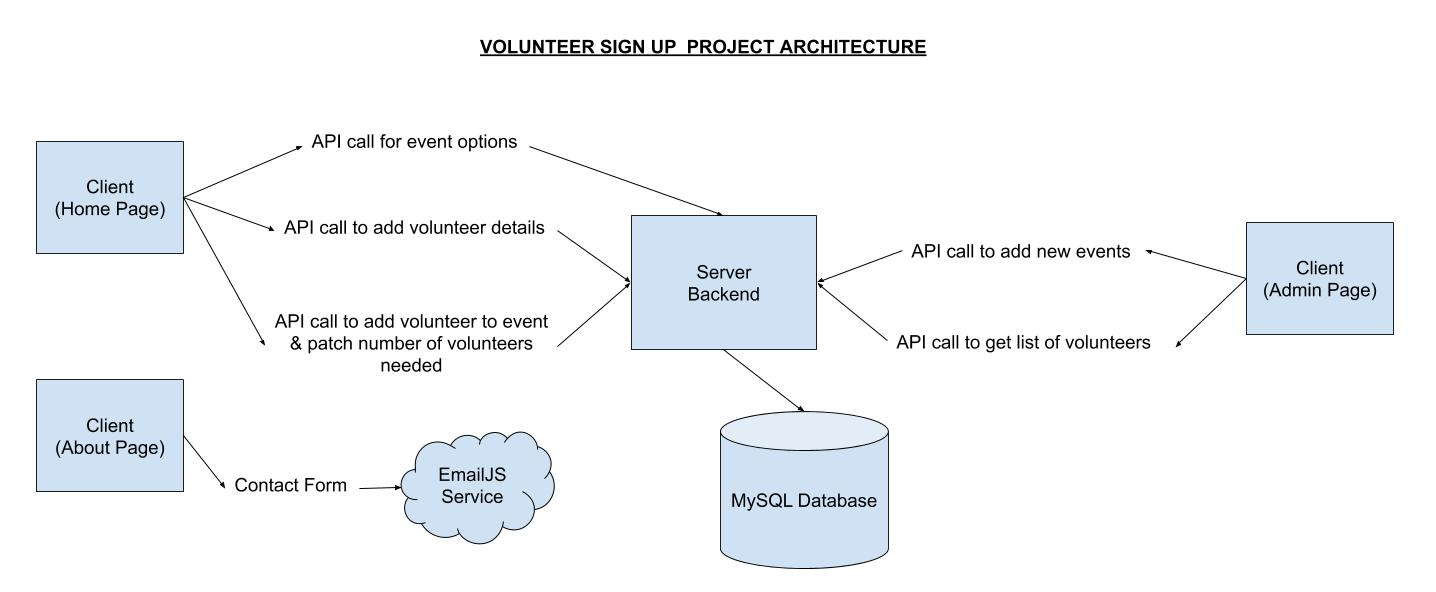 VOLUNTEER SIGN UP PROJECT ARCHITECTURE
Client
(Home Page)
API call for event options
API call to add volunteer details
API call to add volunteer to event
& patch number of volunteers
needed
Server
Backend
API call to add new events
API call to get list of volunteers
Client
(Admin Page)
Client
(About Page)
Contact Form
EmailJS
Service
MySQL Database